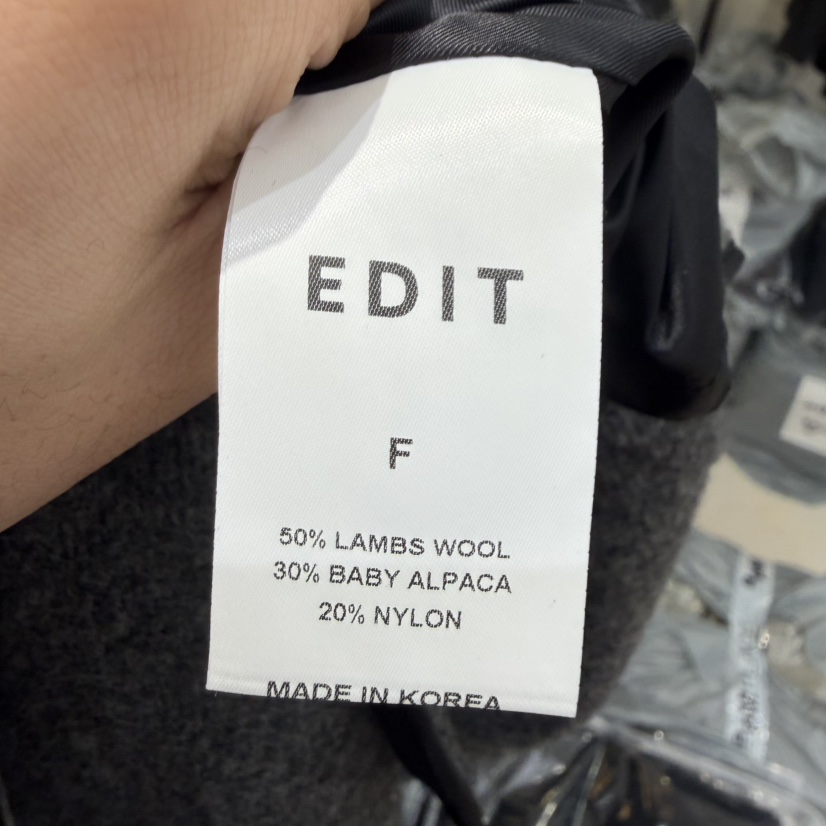 EDIT
F
50% LAMBS WOOL
30% BABY ALPACA
20% NYLON
MADE IN KOREA